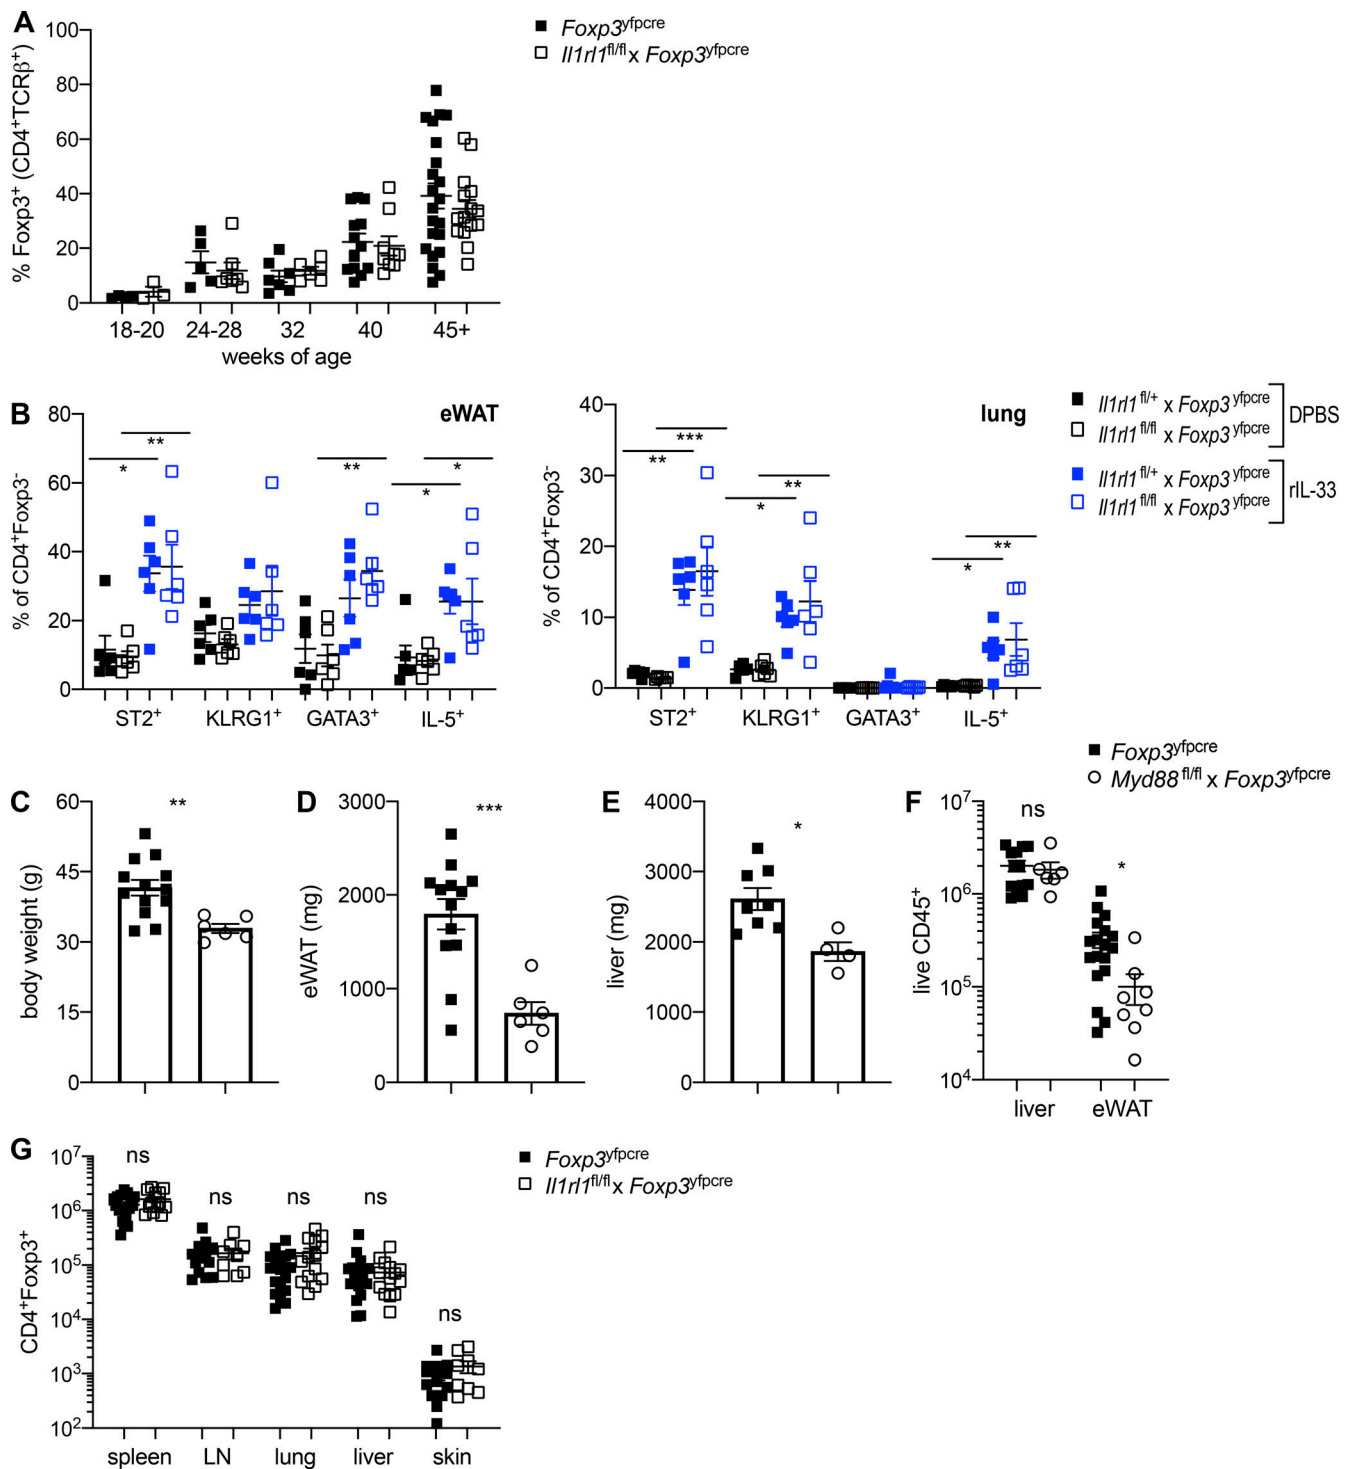 A
% Foxp3⁺ (CD4⁺TCRβ⁺)
100
80
60
40
20
0
18-20 24-28 32 40 45+
weeks of age
Foxp3yfpcre
Il1rl1fl/fl x Foxp3yfpcre
B
eWAT
% of CD4⁺Foxp3⁻
80
60
40
20
0
** * ** * *
ST2⁺ KLRG1⁺ GATA3⁺ IL-5⁺
lung
% of CD4⁺Foxp3⁻
40
30
20
10
0
*** ** ** * ** *
ST2⁺ KLRG1⁺ GATA3⁺ IL-5⁺
Il1rl1fl/+ x Foxp3yfpcre
Il1rl1fl/fl x Foxp3yfpcre
DPBS
Il1rl1fl/+ x Foxp3yfpcre
Il1rl1fl/fl x Foxp3yfpcre
rIL-33
Foxp3yfpcre
Myd88fl/fl x Foxp3yfpcre
C
body weight (g)
60
45
30
15
0
**
D
eWAT (mg)
3000
2000
1000
0
***
E
liver (mg)
4000
3000
2000
1000
0
*
F
live CD45⁺
10⁷
10⁶
10⁵
10⁴
ns *
liver eWAT
G
CD4⁺Foxp3⁺
10⁷
10⁶
10⁵
10⁴
10³
10²
ns ns ns ns ns
spleen LN lung liver skin
Foxp3yfpcre
Il1rl1fl/fl x Foxp3yfpcre